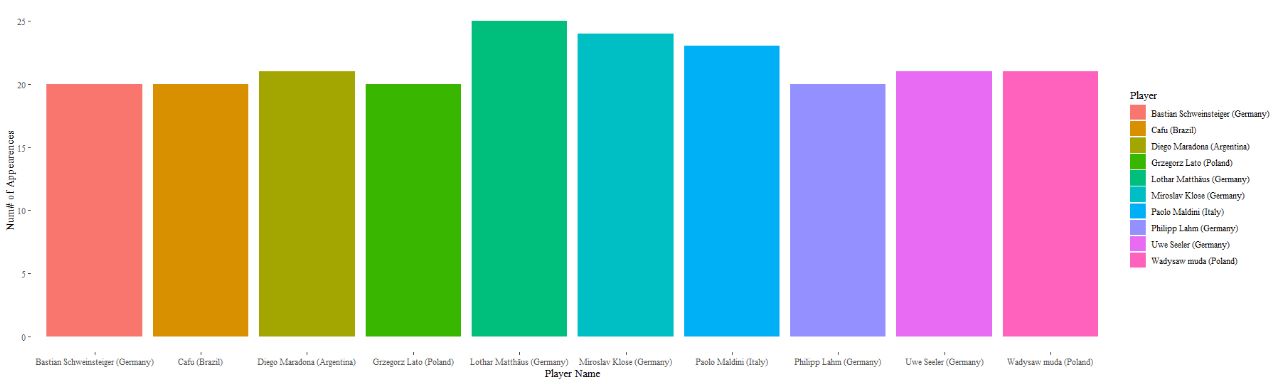 Num# of Appearences
25
20
15
10
5
0
Bastian Schweinsteiger (Germany)
Cafu (Brazil)
Diego Maradona (Argentina)
Grzegorz Lato (Poland)
Lothar Matthäus (Germany)
Miroslav Klose (Germany)
Paolo Maldini (Italy)
Philipp Lahm (Germany)
Uwe Seeler (Germany)
Wadysaw muda (Poland)
Player Name
Player
Bastian Schweinsteiger (Germany)
Cafu (Brazil)
Diego Maradona (Argentina)
Grzegorz Lato (Poland)
Lothar Matthäus (Germany)
Miroslav Klose (Germany)
Paolo Maldini (Italy)
Philipp Lahm (Germany)
Uwe Seeler (Germany)
Wadysaw muda (Poland)